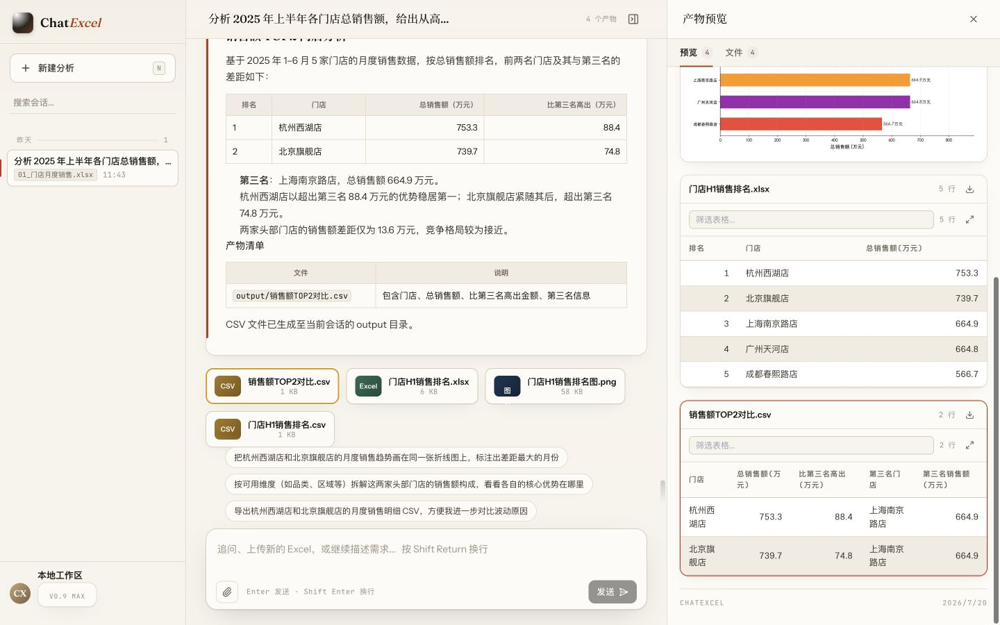 ChatExcel
新建分析
N
搜索会话...
昨天
1
分析 2025 年上半年各门店总销售额，...
01_门店月度销售.xlsx
11:43
本地工作区
CX
V0.9 MAX
分析 2025 年上半年各门店总销售额，给出从高...
4 个产物
基于 2025 年 1–6 月 5 家门店的月度销售数据，按总销售额排名，前两名门店及其与第三名的
差距如下：
排名 门店 总销售额（万元） 比第三名高出（万元）
1 杭州西湖店 753.3 88.4
2 北京旗舰店 739.7 74.8
第三名：上海南京路店，总销售额 664.9 万元。
杭州西湖店以超出第三名 88.4 万元的优势稳居第一；北京旗舰店紧随其后，超出第三名
74.8 万元。
两家头部门店的销售额差距仅为 13.6 万元，竞争格局较为接近。
产物清单
文件 说明
output/销售额TOP2对比.csv 包含门店、总销售额、比第三名高出金额、第三名信息
CSV 文件已生成至当前会话的 output 目录。
CSV
销售额TOP2对比.csv
1 KB
Excel
门店H1销售排名.xlsx
6 KB
图
门店H1销售排名图.png
58 KB
CSV
门店H1销售排名.csv
1 KB
把杭州西湖店和北京旗舰店的月度销售趋势画在同一张折线图上，标注出差距最大的月份
按可用维度（如品类、区域等）拆解这两家头部门店的销售额构成，看看各自的核心优势在哪里
导出杭州西湖店和北京旗舰店的月度销售明细 CSV，方便我进一步对比波动原因
追问、上传新的 Excel，或继续描述需求... 按 Shift Return 换行
Enter 发送 · Shift Enter 换行
发送
产物预览
预览 4
文件 4
上海南京路店 664.9万元
广州天河店 664.8万元
成都春熙路店 566.7万元
0 100 200 300 400 500 600 700 800
总销售额 (万元)
门店H1销售排名.xlsx
5 行
筛选表格...
5 行
排名 门店 总销售额(万元)
1 杭州西湖店 753.3
2 北京旗舰店 739.7
3 上海南京路店 664.9
4 广州天河店 664.8
5 成都春熙路店 566.7
销售额TOP2对比.csv
2 行
筛选表格...
2 行
门店 总销售额(万元) 比第三名高出(万元) 第三名门店 第三名销售额(万元)
杭州西湖店 753.3 88.4 上海南京路店 664.9
北京旗舰店 739.7 74.8 上海南京路店 664.9
CHATEXCEL
2026/7/20